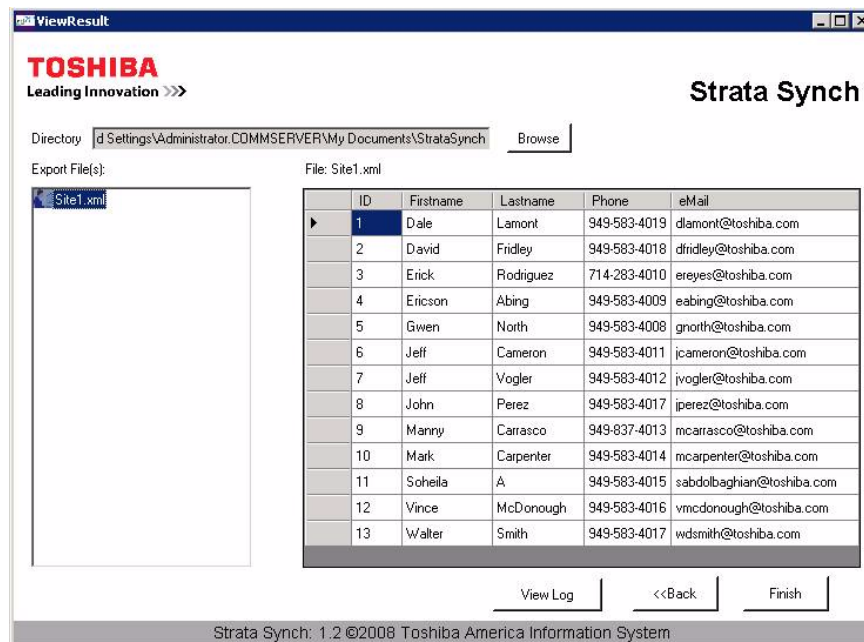 ViewResult
TOSHIBA
Leading Innovation >>>
Strata Synch
Directory d Settings\Administrator.COMMSERVER\My Documents\StrataSynch Browse
Export File(s): File: Site1.xml
Site1.xml
ID Firstname Lastname Phone eMail
1 Dale Lamont 949-583-4019 dlamont@toshiba.com
2 David Fridley 949-583-4018 dfridley@toshiba.com
3 Erick Rodriguez 714-283-4010 ereyes@toshiba.com
4 Ericson Abing 949-583-4009 eabing@toshiba.com
5 Gwen North 949-583-4008 gnorth@toshiba.com
6 Jeff Cameron 949-583-4011 jcameron@toshiba.com
7 Jeff Vogler 949-583-4012 jvogler@toshiba.com
8 John Perez 949-583-4017 jperez@toshiba.com
9 Manny Carrasco 949-837-4013 mcarrasco@toshiba.com
10 Mark Carpenter 949-583-4014 mcarpenter@toshiba.com
11 Soheila A 949-583-4015 sabdolbaghian@toshiba.com
12 Vince McDonough 949-583-4016 vmcdonough@toshiba.com
13 Walter Smith 949-583-4017 wdsmith@toshiba.com
View Log <<Back Finish
Strata Synch: 1.2 ©2008 Toshiba America Information System